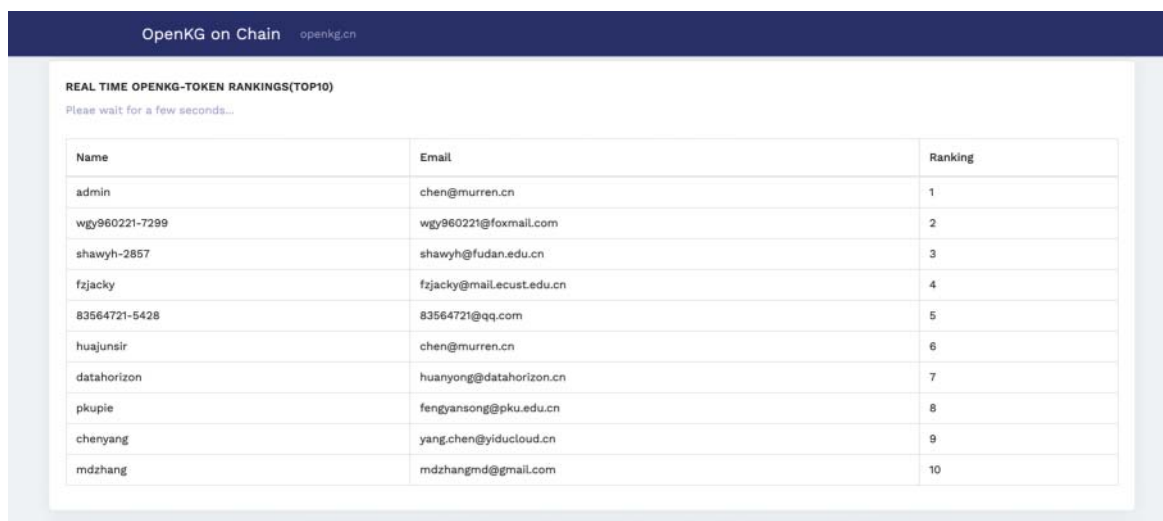 OpenKG on Chain openkg.cn
REAL TIME OPENKG-TOKEN RANKINGS(TOP10)
Pleae wait for a few seconds...
Name Email Ranking
admin chen@murren.cn 1
wgy960221-7299 wgy960221@foxmail.com 2
shawyh-2857 shawyh@fudan.edu.cn 3
fzjacky fzjacky@mail.ecust.edu.cn 4
83564721-5428 83564721@qq.com 5
huajunsir chen@murren.cn 6
datahorizon huanyong@datahorizon.cn 7
pkupie fengyansong@pku.edu.cn 8
chenyang yang.chen@yiducloud.cn 9
mdzhang mdzhangmd@gmail.com 10